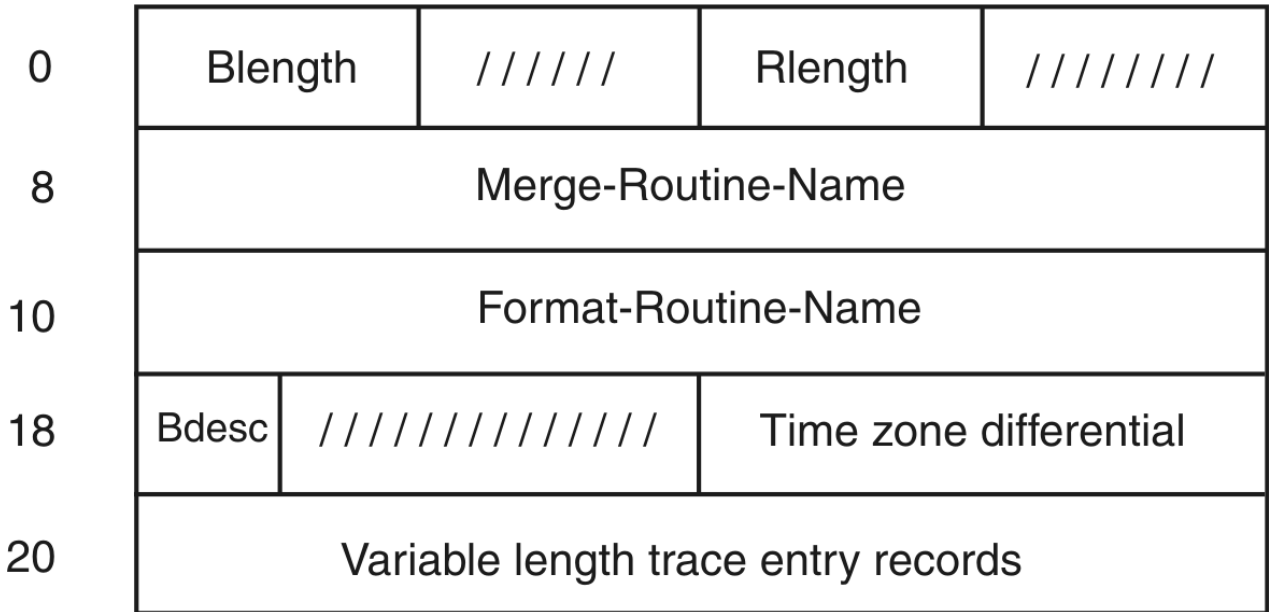 0 Blength ////// Rlength ////////
8 Merge-Routine-Name
10 Format-Routine-Name
18 Bdesc ////////////// Time zone differential
20 Variable length trace entry records